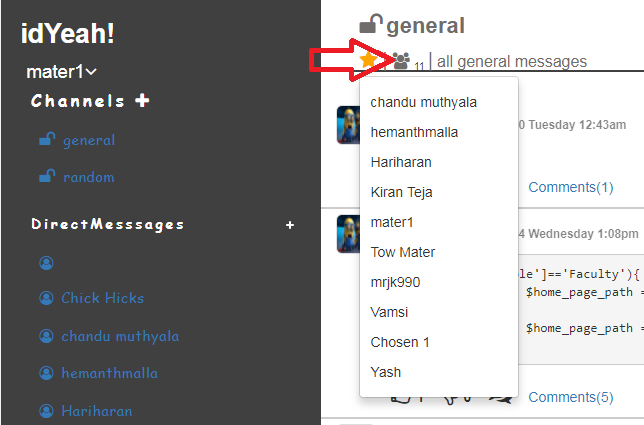 idYeah!
mater1
Channels +
general
random
DirectMesssages +
Chick Hicks
chandu muthyala
hemanthmalla
Hariharan
general
11 | all general messages
chandu muthyala
hemanthmalla
Hariharan
Kiran Teja
mater1
Tow Mater
mrjk990
Vamsi
Chosen 1
Yash
0 Tuesday 12:43am
Comments(1)
4 Wednesday 1:08pm
le']=='Faculty'){
$home_page_path =
$home_page_path =
Comments(5)